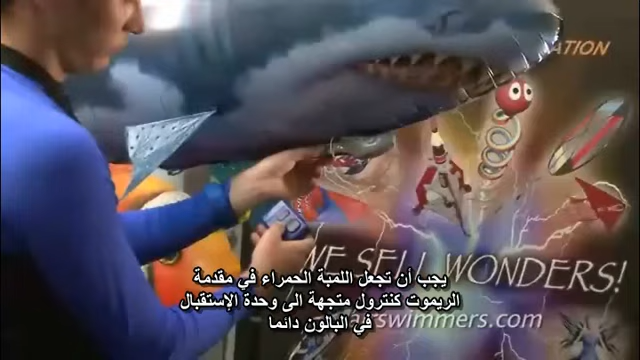 ATION
WE SELL WONDERS!
airswimmers.com
يجب أن تجعل اللمبة الحمراء في مقدمة
الريموت كنترول متجهة الى وحدة الإستقبال
في البالون دائما